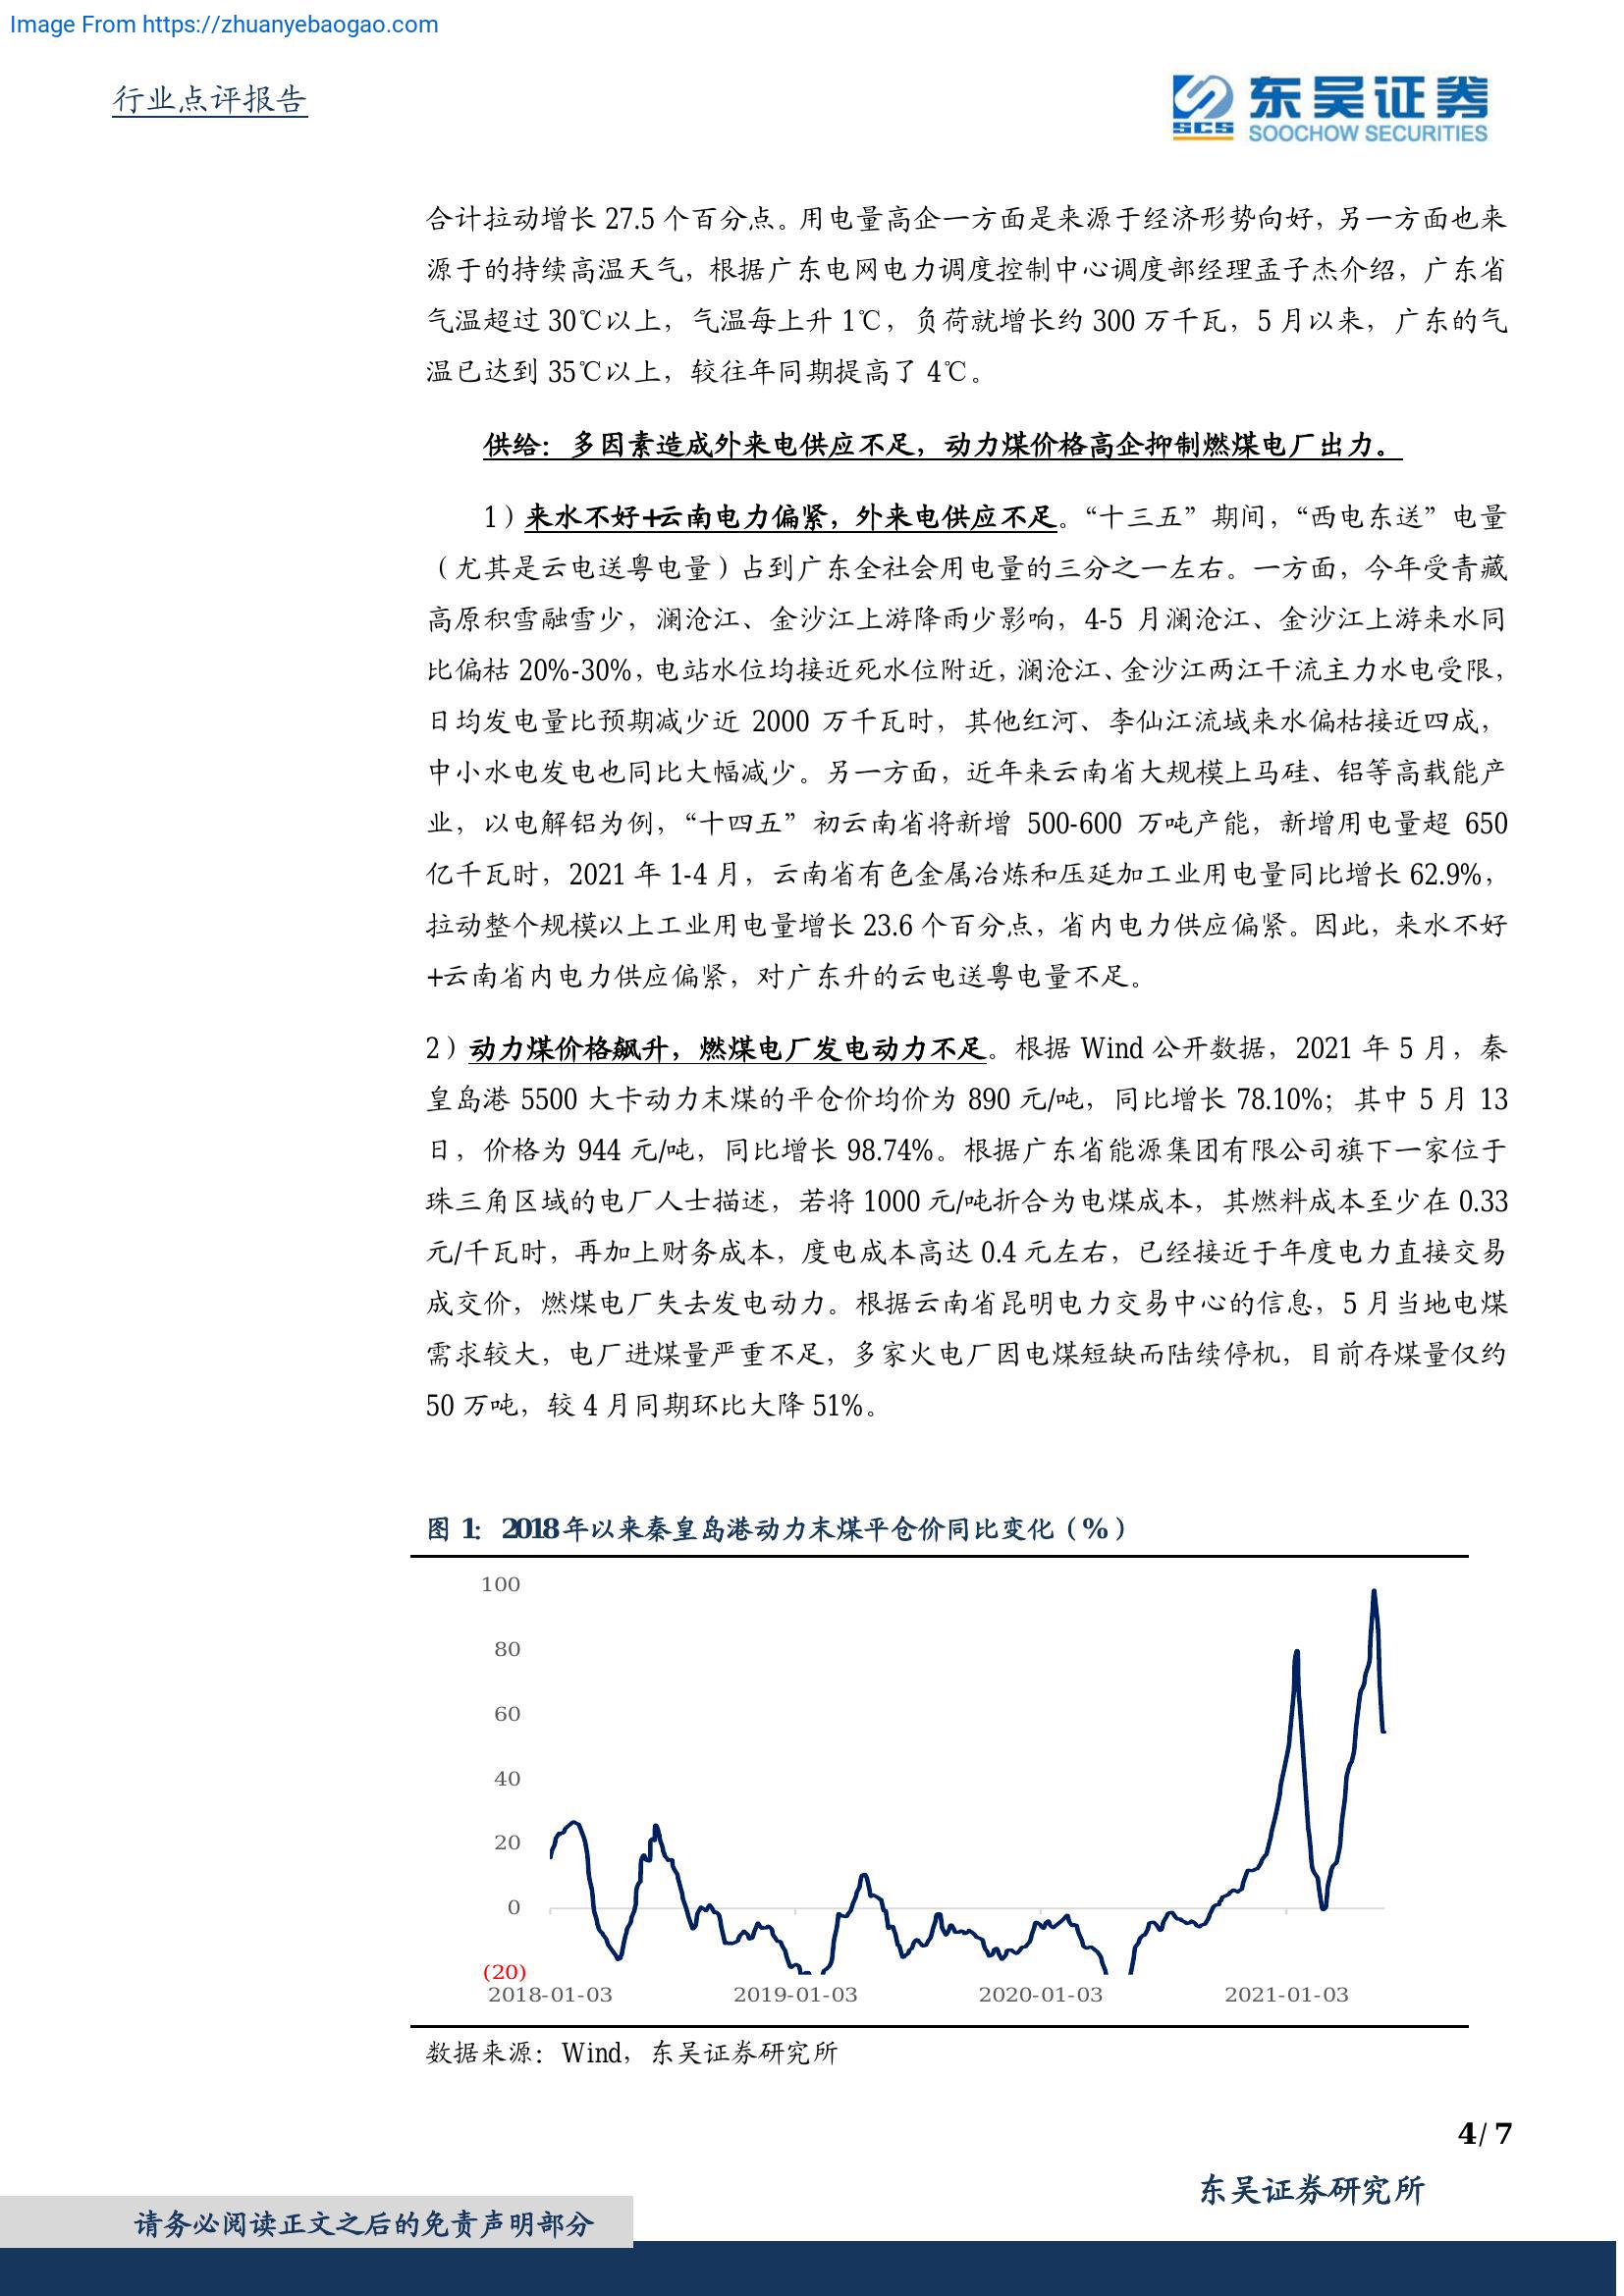 Image From https://zhuanyebaogao.com
行业点评报告
SCS
东吴证券
SOOCHOW SECURITIES
合计拉动增长 27.5 个百分点。用电量高企一方面是来源于经济形势向好，另一方面也来
源于的持续高温天气，根据广东电网电力调度控制中心调度部经理孟子杰介绍，广东省
气温超过 30℃以上，气温每上升 1℃，负荷就增长约 300 万千瓦，5 月以来，广东的气
温已达到 35℃以上，较往年同期提高了 4℃。
供给：多因素造成外来电供应不足，动力煤价格高企抑制燃煤电厂出力。
1）来水不好+云南电力偏紧，外来电供应不足。“十三五”期间，“西电东送”电量
（尤其是云电送粤电量）占到广东全社会用电量的三分之一左右。一方面，今年受青藏
高原积雪融雪少，澜沧江、金沙江上游降雨少影响，4-5 月澜沧江、金沙江上游来水同
比偏枯 20%-30%，电站水位均接近死水位附近，澜沧江、金沙江两江干流主力水电受限，
日均发电量比预期减少近 2000 万千瓦时，其他红河、李仙江流域来水偏枯接近四成，
中小水电发电也同比大幅减少。另一方面，近年来云南省大规模上马硅、铝等高载能产
业，以电解铝为例，“十四五”初云南省将新增 500-600 万吨产能，新增用电量超 650
亿千瓦时，2021 年 1-4 月，云南省有色金属冶炼和压延加工业用电量同比增长 62.9%，
拉动整个规模以上工业用电量增长 23.6 个百分点，省内电力供应偏紧。因此，来水不好
+云南省内电力供应偏紧，对广东升的云电送粤电量不足。
2）动力煤价格飙升，燃煤电厂发电动力不足。根据 Wind 公开数据，2021 年 5 月，秦
皇岛港 5500 大卡动力末煤的平仓价均价为 890 元/吨，同比增长 78.10%；其中 5 月 13
日，价格为 944 元/吨，同比增长 98.74%。根据广东省能源集团有限公司旗下一家位于
珠三角区域的电厂人士描述，若将 1000 元/吨折合为电煤成本，其燃料成本至少在 0.33
元/千瓦时，再加上财务成本，度电成本高达 0.4 元左右，已经接近于年度电力直接交易
成交价，燃煤电厂失去发电动力。根据云南省昆明电力交易中心的信息，5 月当地电煤
需求较大，电厂进煤量严重不足，多家火电厂因电煤短缺而陆续停机，目前存煤量仅约
50 万吨，较 4 月同期环比大降 51%。
图 1：2018 年以来秦皇岛港动力末煤平仓价同比变化（%）
100
80
60
40
20
0
(20)
2018-01-03 2019-01-03 2020-01-03 2021-01-03
数据来源：Wind，东吴证券研究所
4 / 7
东吴证券研究所
请务必阅读正文之后的免责声明部分